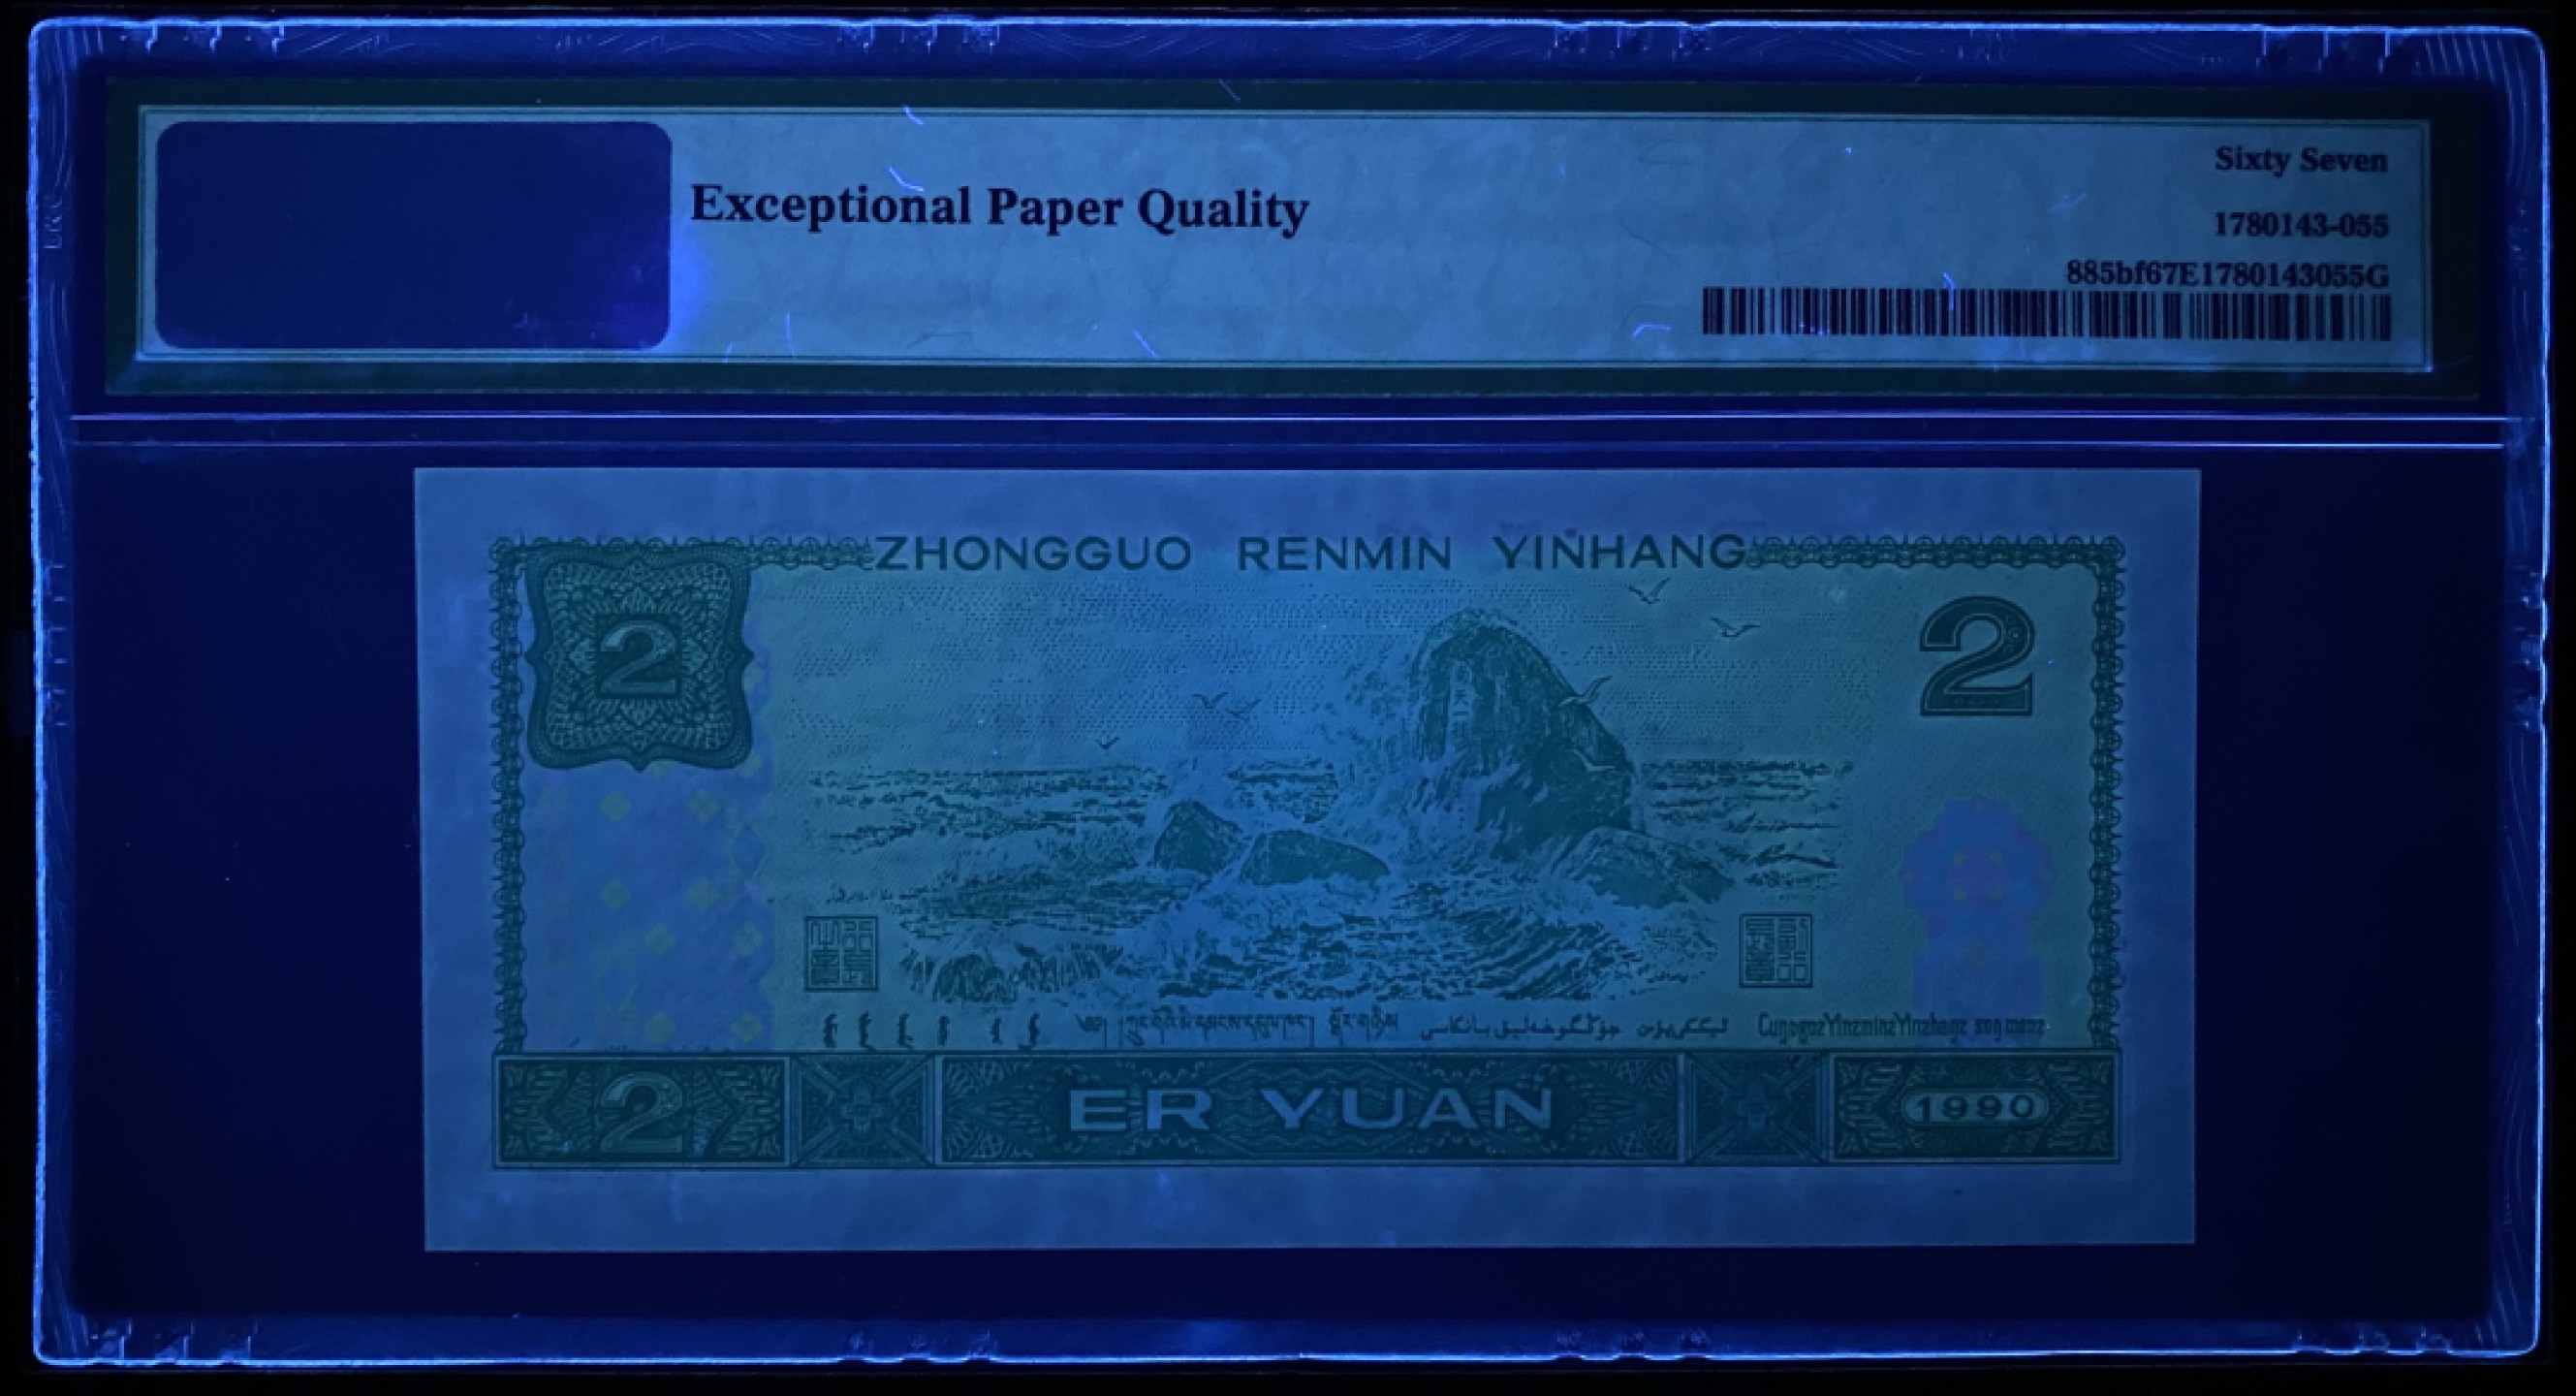 Exceptional Paper Quality
Sixty Seven
1780143-055
885bf67E1780143055G
ZHONGGUO RENMIN YINHANG
2
2
2
ER YUAN
1990